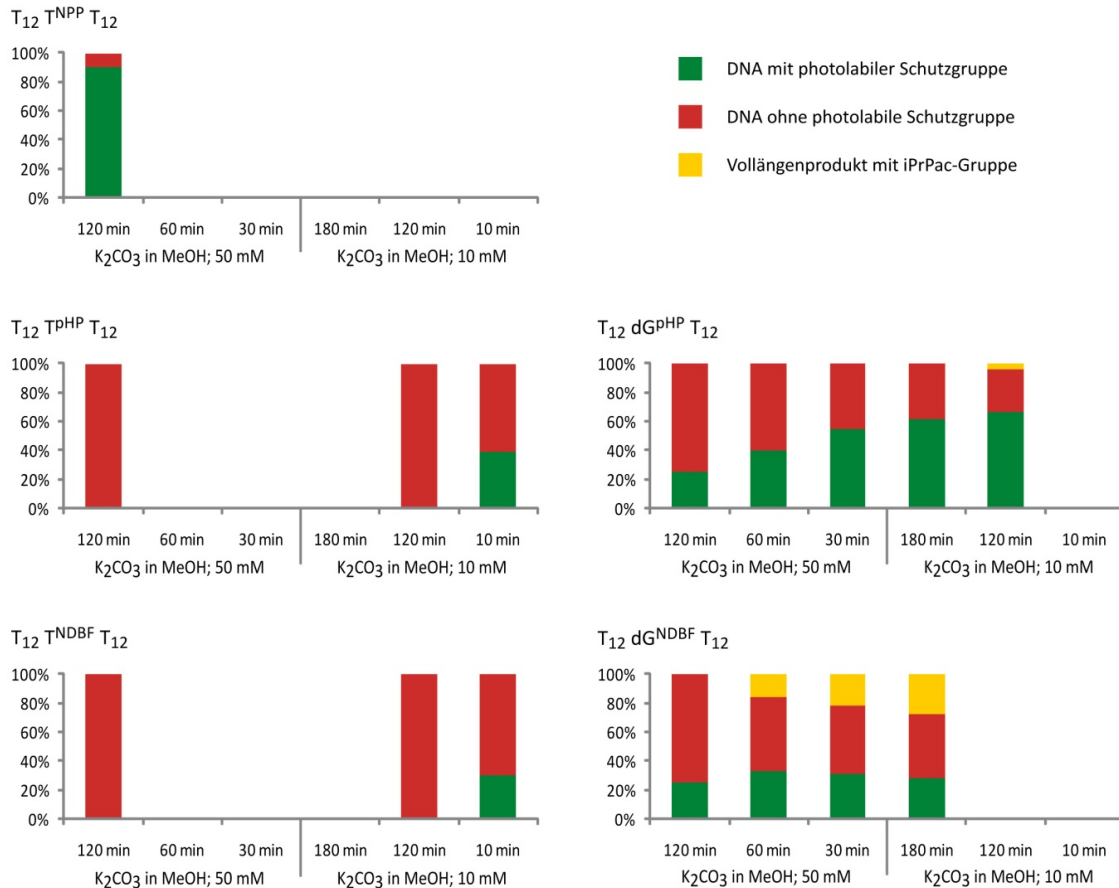 T12 T^NPP T12
100%
80%
60%
40%
20%
0%
120 min 60 min 30 min 180 min 120 min 10 min
K2CO3 in MeOH; 50 mM K2CO3 in MeOH; 10 mM
DNA mit photolabiler Schutzgruppe
DNA ohne photolabile Schutzgruppe
Vollängenprodukt mit iPrPac-Gruppe
T12 T^pHP T12
100%
80%
60%
40%
20%
0%
120 min 60 min 30 min 180 min 120 min 10 min
K2CO3 in MeOH; 50 mM K2CO3 in MeOH; 10 mM
T12 dG^pHP T12
100%
80%
60%
40%
20%
0%
120 min 60 min 30 min 180 min 120 min 10 min
K2CO3 in MeOH; 50 mM K2CO3 in MeOH; 10 mM
T12 T^NDBF T12
100%
80%
60%
40%
20%
0%
120 min 60 min 30 min 180 min 120 min 10 min
K2CO3 in MeOH; 50 mM K2CO3 in MeOH; 10 mM
T12 dG^NDBF T12
100%
80%
60%
40%
20%
0%
120 min 60 min 30 min 180 min 120 min 10 min
K2CO3 in MeOH; 50 mM K2CO3 in MeOH; 10 mM